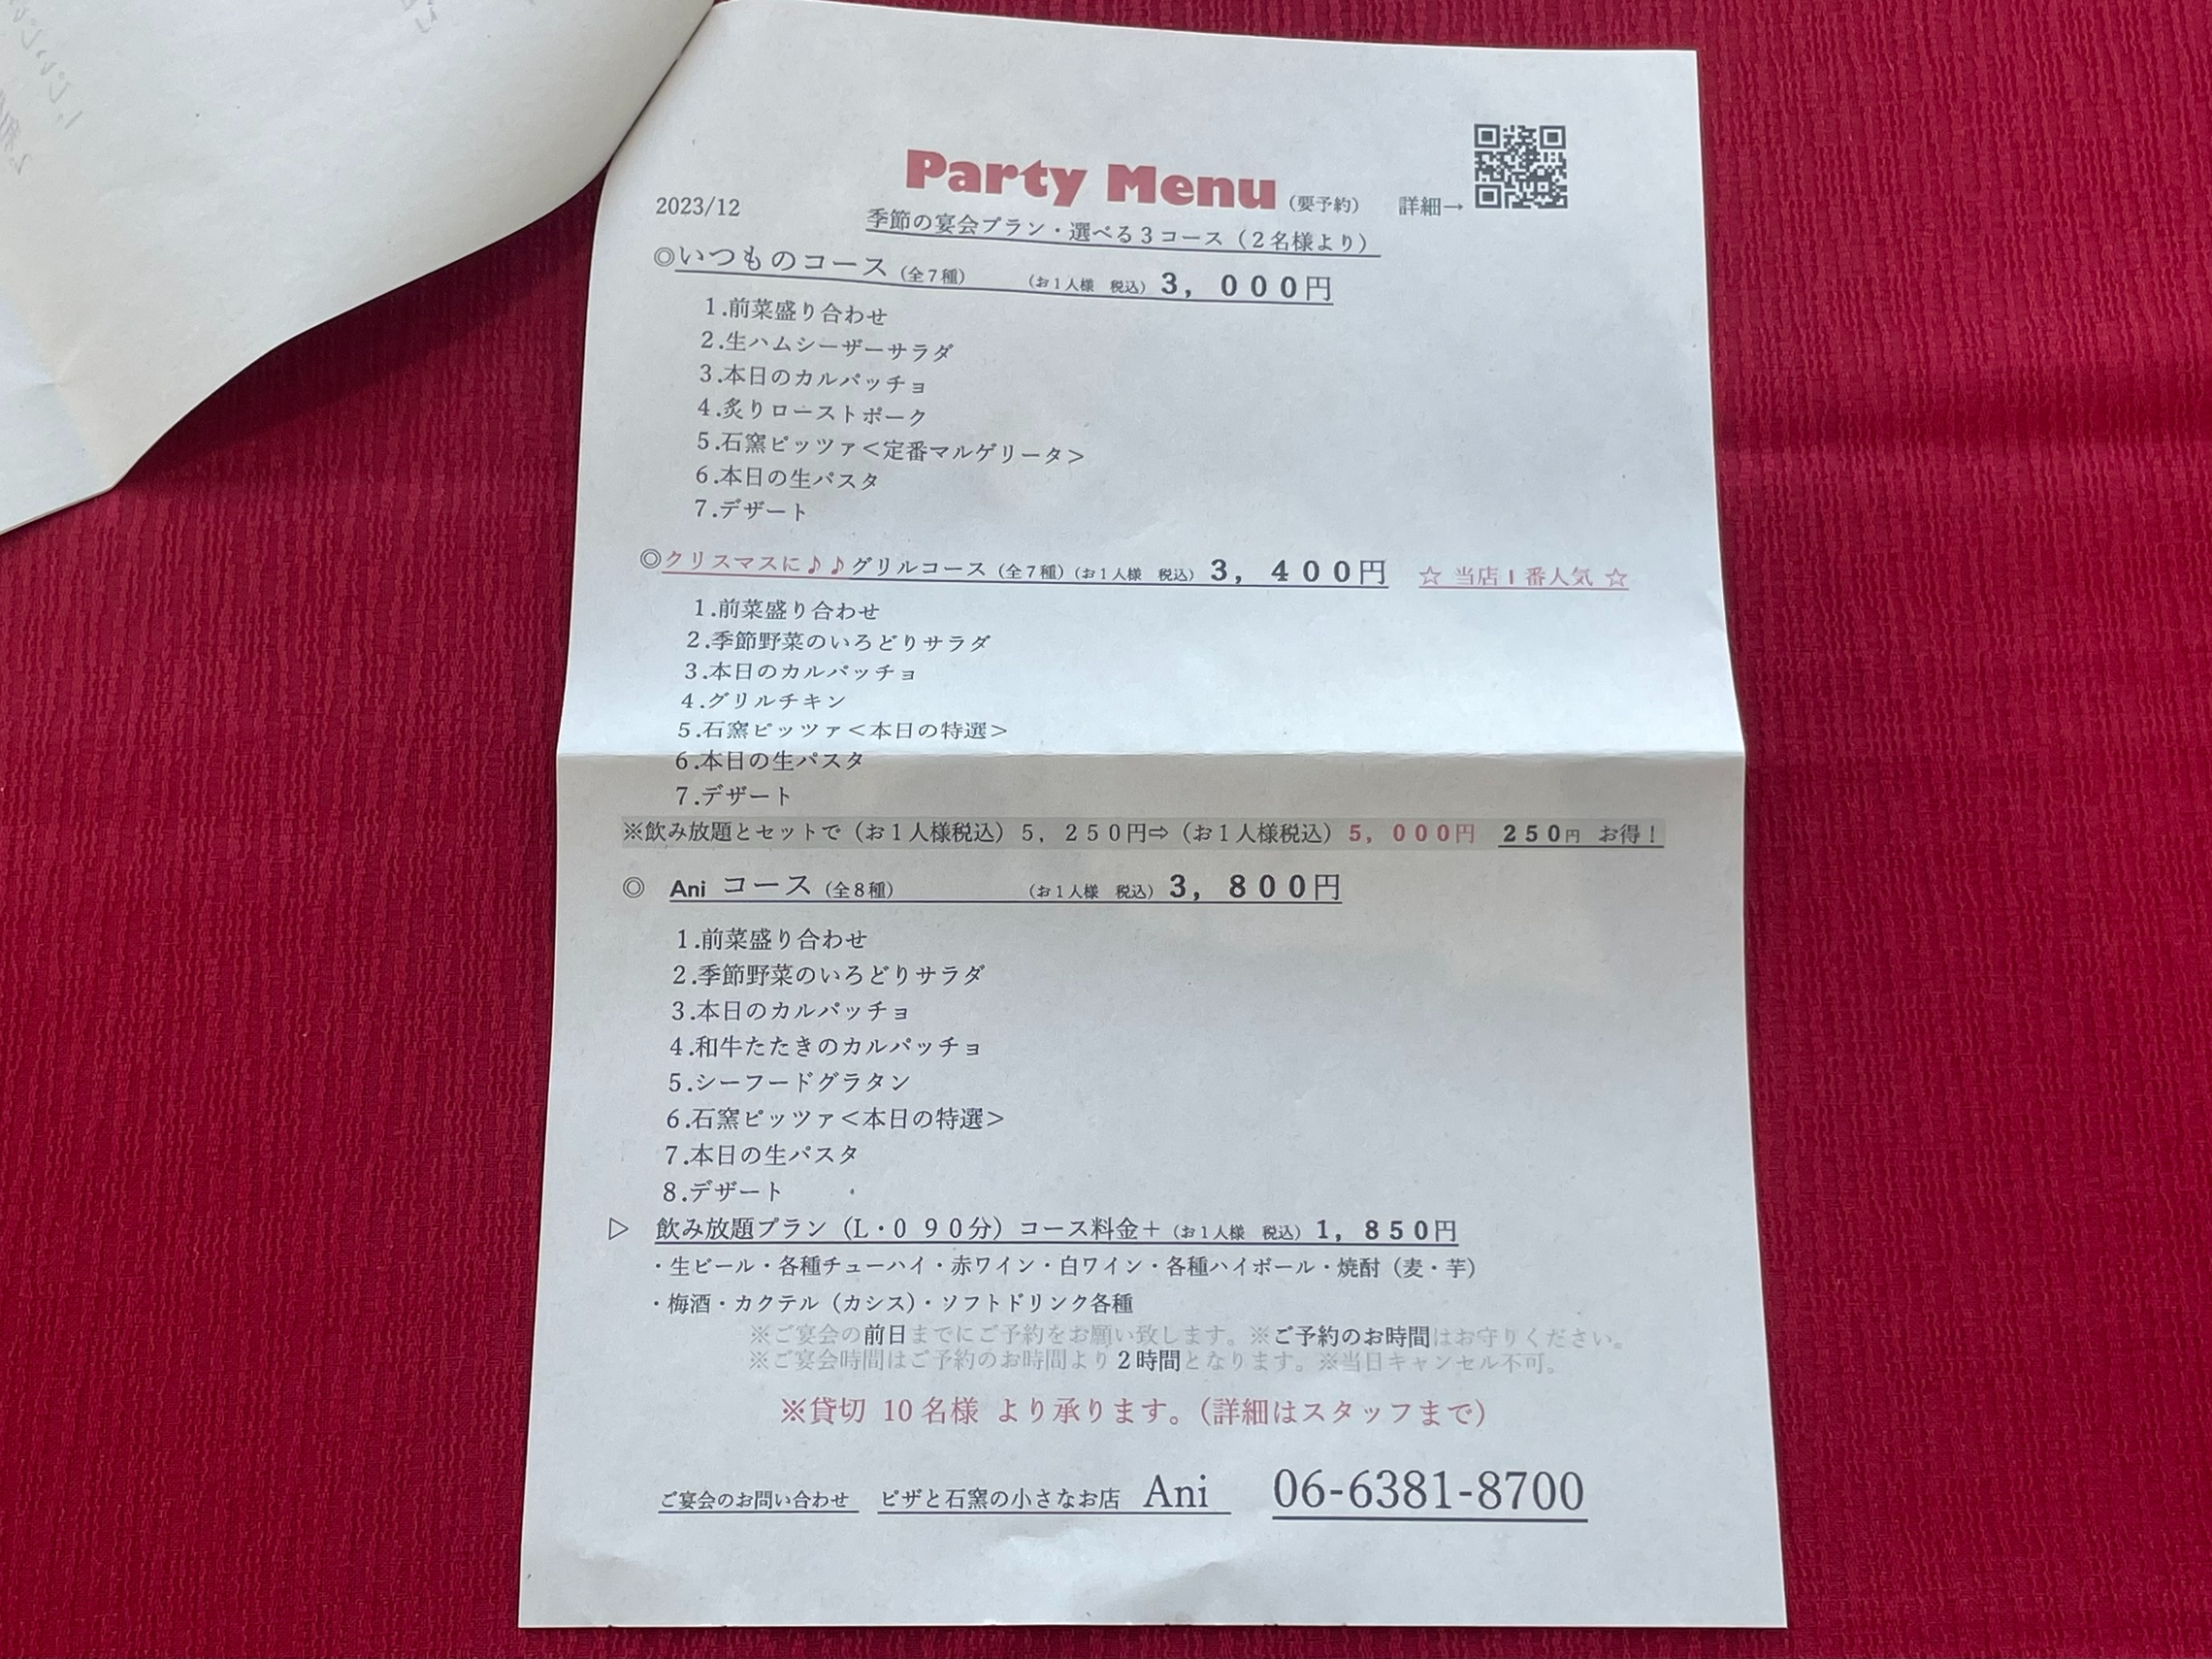 Party Menu (要予約) 詳細→
2023/12
季節の宴会プラン・選べる3コース（2名様より）
◎いつものコース（全7種） （お1人様 税込）3,000円
1.前菜盛り合わせ
2.生ハムシーザーサラダ
3.本日のカルパッチョ
4.炙りローストポーク
5.石窯ピッツァ＜定番マルゲリータ＞
6.本日の生パスタ
7.デザート
◎クリスマスに♪♪グリルコース（全7種）（お1人様 税込）3,400円 ☆ 当店1番人気 ☆
1.前菜盛り合わせ
2.季節野菜のいろどりサラダ
3.本日のカルパッチョ
4.グリルチキン
5.石窯ピッツァ＜本日の特選＞
6.本日の生パスタ
7.デザート
※飲み放題とセットで（お1人様税込）5,250円⇨（お1人様税込）5,000円 250円 お得！
◎ Ani コース（全8種） （お1人様 税込）3,800円
1.前菜盛り合わせ
2.季節野菜のいろどりサラダ
3.本日のカルパッチョ
4.和牛たたきのカルパッチョ
5.シーフードグラタン
6.石窯ピッツァ＜本日の特選＞
7.本日の生パスタ
8.デザート
▷ 飲み放題プラン（L・O 90分）コース料金＋（お1人様 税込）1,850円
・生ビール・各種チューハイ・赤ワイン・白ワイン・各種ハイボール・焼酎（麦・芋）
・梅酒・カクテル（カシス）・ソフトドリンク各種
※ご宴会の前日までにご予約をお願い致します。※ご予約のお時間はお守りください。
※ご宴会時間はご予約のお時間より2時間となります。※当日キャンセル不可。
※貸切 10名様 より承ります。（詳細はスタッフまで）
ご宴会のお問い合わせ ピザと石窯の小さなお店 Ani 06-6381-8700